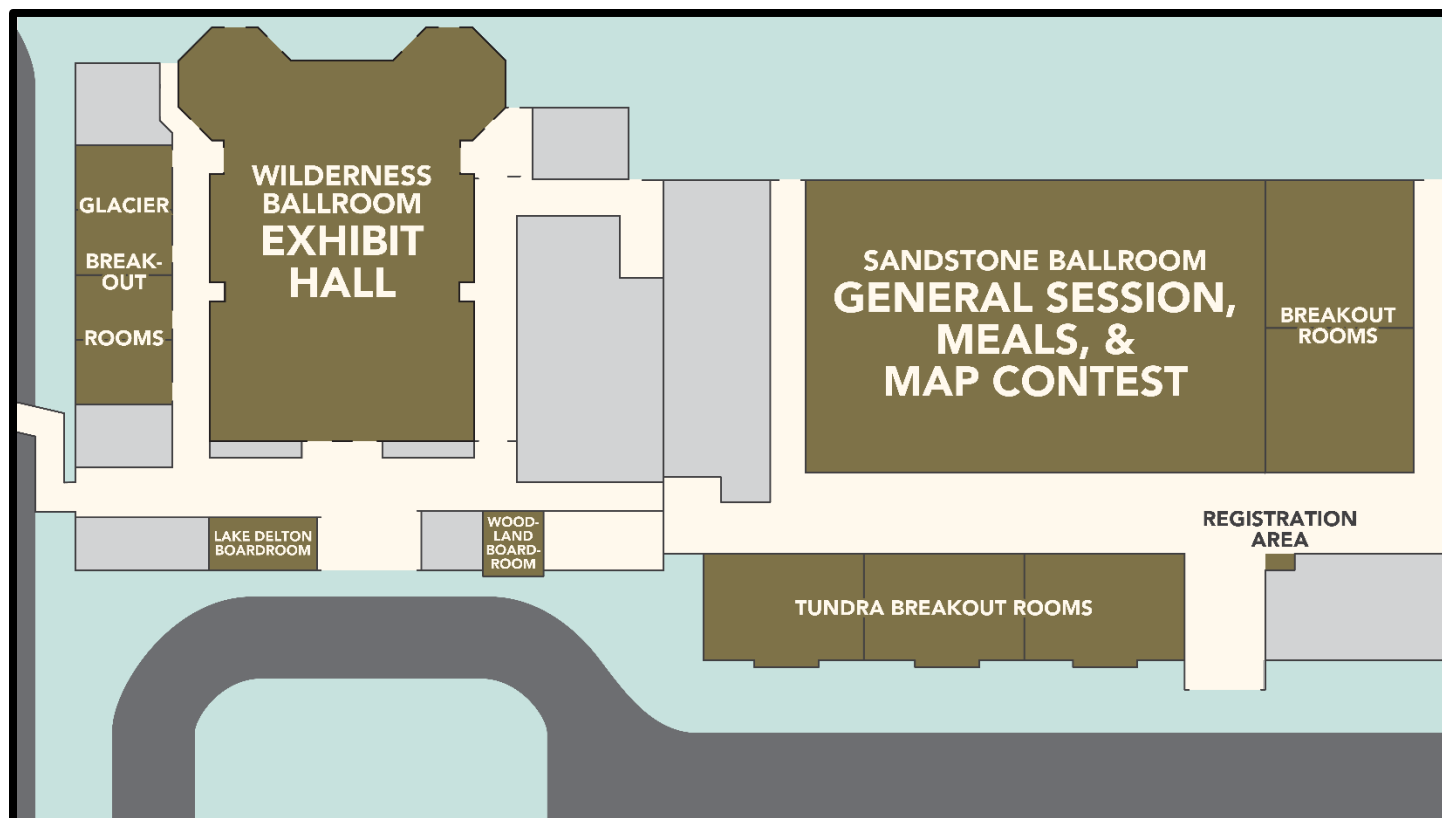 WILDERNESS
BALLROOM
EXHIBIT
HALL
GLACIER
BREAK-
OUT
ROOMS
SANDSTONE BALLROOM
GENERAL SESSION,
MEALS, &
MAP CONTEST
BREAKOUT
ROOMS
REGISTRATION
AREA
LAKE DELTON
BOARDROOM
WOOD-
LAND
BOARD-
ROOM
TUNDRA BREAKOUT ROOMS